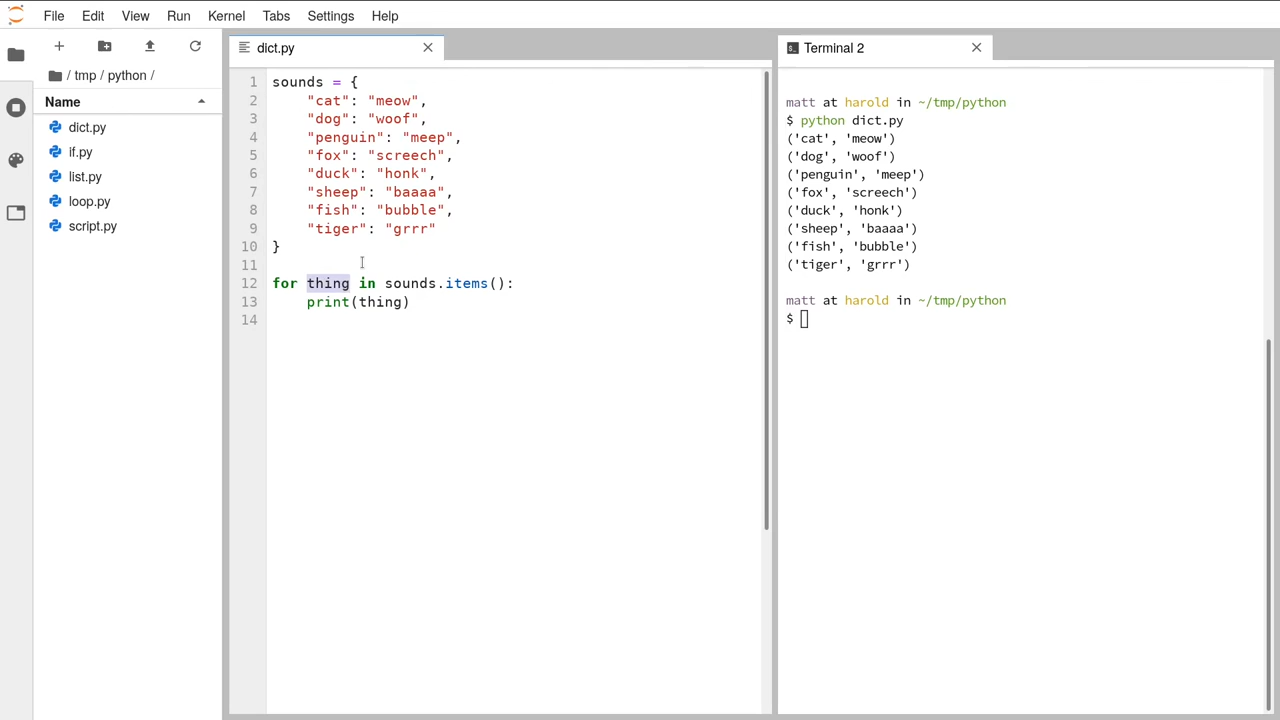 File Edit View Run Kernel Tabs Settings Help
/ tmp / python /
Name
dict.py
if.py
list.py
loop.py
script.py
dict.py
1 sounds = {
2     "cat": "meow",
3     "dog": "woof",
4     "penguin": "meep",
5     "fox": "screech",
6     "duck": "honk",
7     "sheep": "baaaa",
8     "fish": "bubble",
9     "tiger": "grrr"
10 }
11
12 for thing in sounds.items():
13     print(thing)
14
Terminal 2
matt at harold in ~/tmp/python
$ python dict.py
('cat', 'meow')
('dog', 'woof')
('penguin', 'meep')
('fox', 'screech')
('duck', 'honk')
('sheep', 'baaaa')
('fish', 'bubble')
('tiger', 'grrr')
matt at harold in ~/tmp/python
$